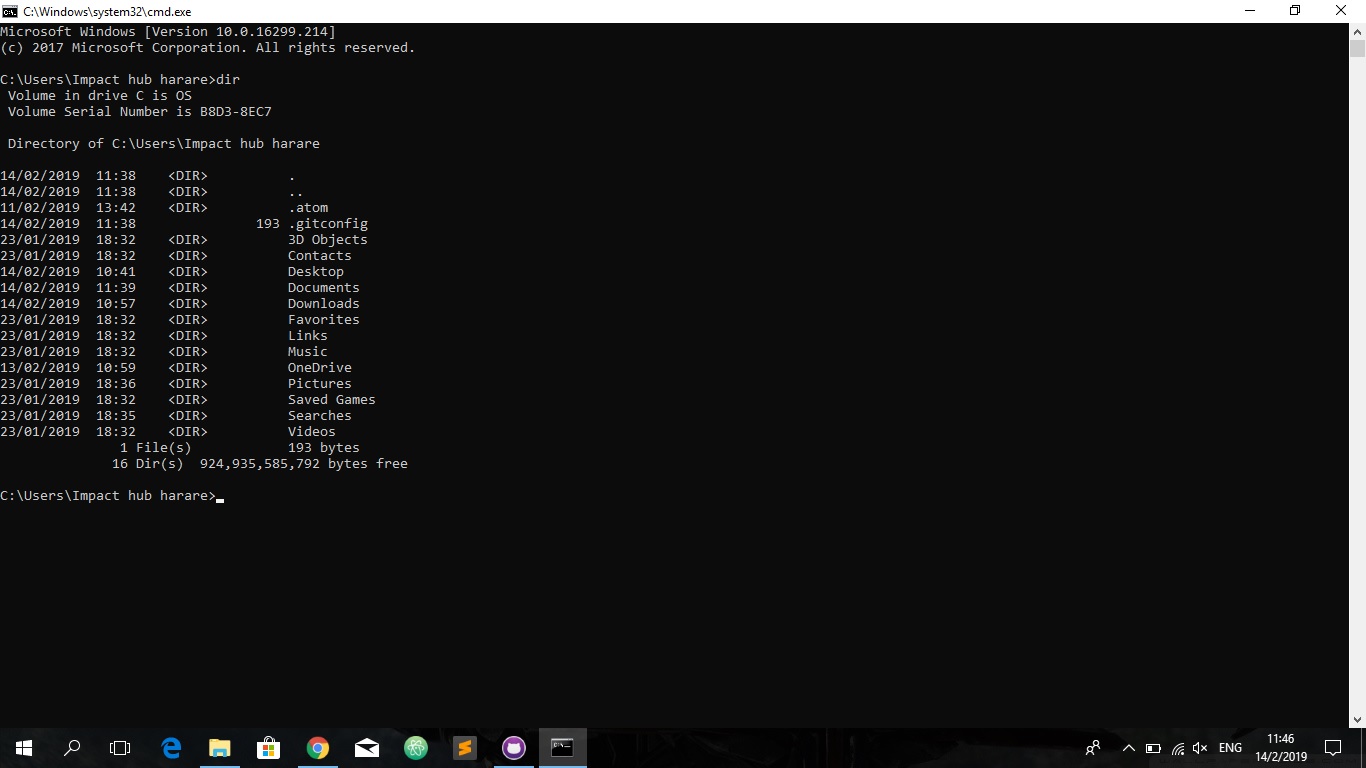 C:\Windows\system32\cmd.exe
Microsoft Windows [Version 10.0.16299.214]
(c) 2017 Microsoft Corporation. All rights reserved.
C:\Users\Impact hub harare>dir
 Volume in drive C is OS
 Volume Serial Number is B8D3-8EC7
 Directory of C:\Users\Impact hub harare
14/02/2019  11:38    <DIR>          .
14/02/2019  11:38    <DIR>          ..
11/02/2019  13:42    <DIR>          .atom
14/02/2019  11:38               193 .gitconfig
23/01/2019  18:32    <DIR>          3D Objects
23/01/2019  18:32    <DIR>          Contacts
14/02/2019  10:41    <DIR>          Desktop
14/02/2019  11:39    <DIR>          Documents
14/02/2019  10:57    <DIR>          Downloads
23/01/2019  18:32    <DIR>          Favorites
23/01/2019  18:32    <DIR>          Links
23/01/2019  18:32    <DIR>          Music
13/02/2019  10:59    <DIR>          OneDrive
23/01/2019  18:36    <DIR>          Pictures
23/01/2019  18:32    <DIR>          Saved Games
23/01/2019  18:35    <DIR>          Searches
23/01/2019  18:32    <DIR>          Videos
               1 File(s)            193 bytes
              16 Dir(s)  924,935,585,792 bytes free
C:\Users\Impact hub harare>
ENG
11:46
14/2/2019